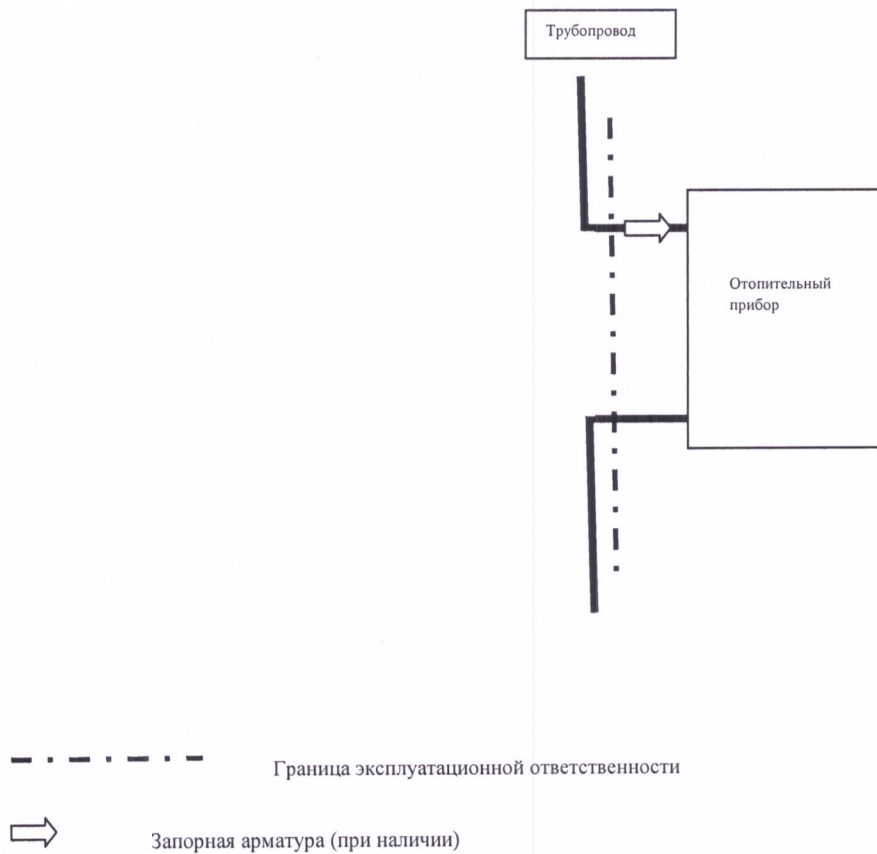 Трубопровод
Отопительный
прибор
Граница эксплуатационной ответственности
Запорная арматура (при наличии)